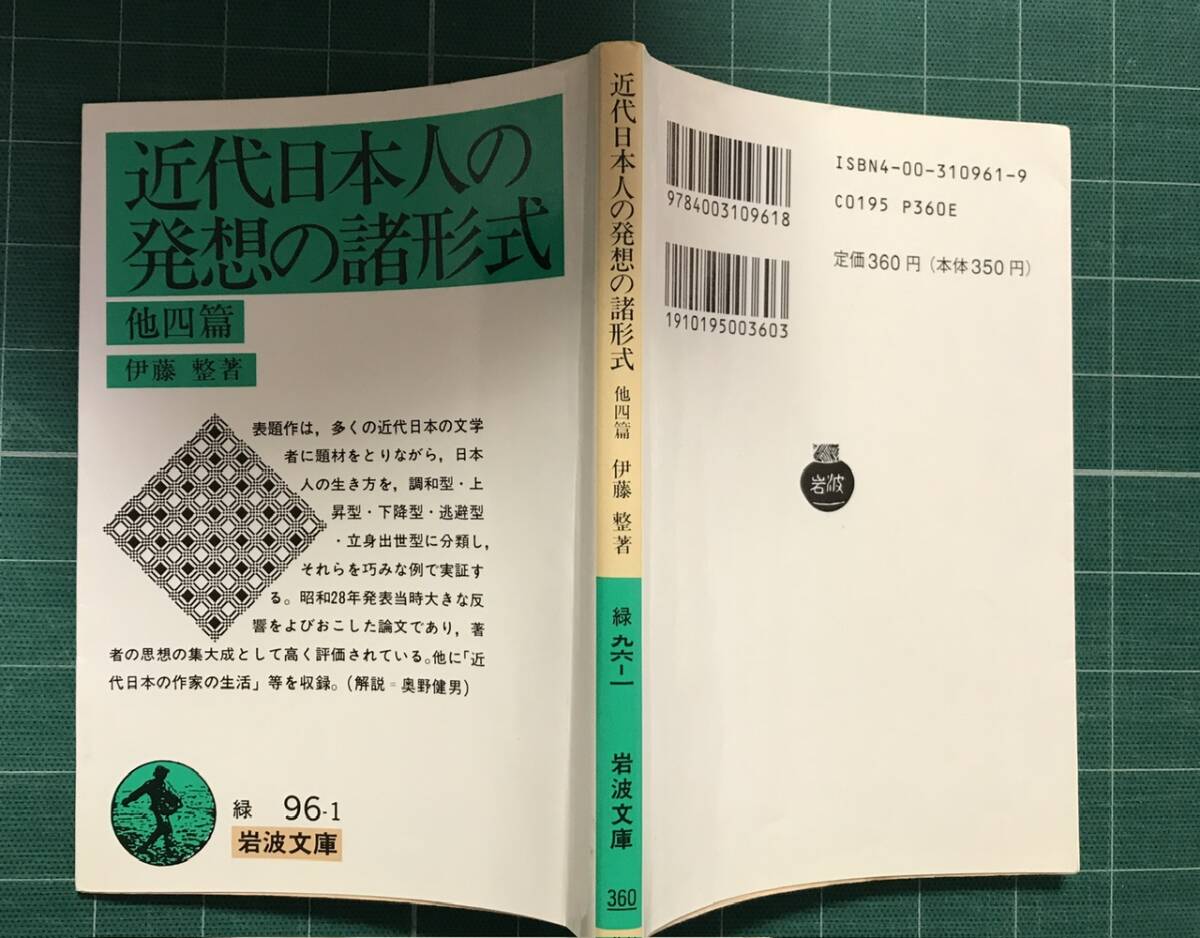 近代日本人の
発想の諸形式
他四篇
伊藤 整著
表題作は，多くの近代日本の文学
者に題材をとりながら，日本
人の生き方を，調和型・上
昇型・下降型・逃避型
・立身出世型に分類し，
それらを巧みな例で実証す
る。昭和28年発表当時大きな反
響をよびおこした論文であり，著
者の思想の集大成として高く評価されている。他に「近
代日本の作家の生活」等を収録。(解説＝奥野健男)
緑 96-1
岩波文庫
近代日本人の発想の諸形式 他四篇 伊藤 整著
緑 九六-一
岩波文庫
360
9784003109618
1910195003603
ISBN4-00-310961-9
C0195 P360E
定価360円（本体350円）
岩波